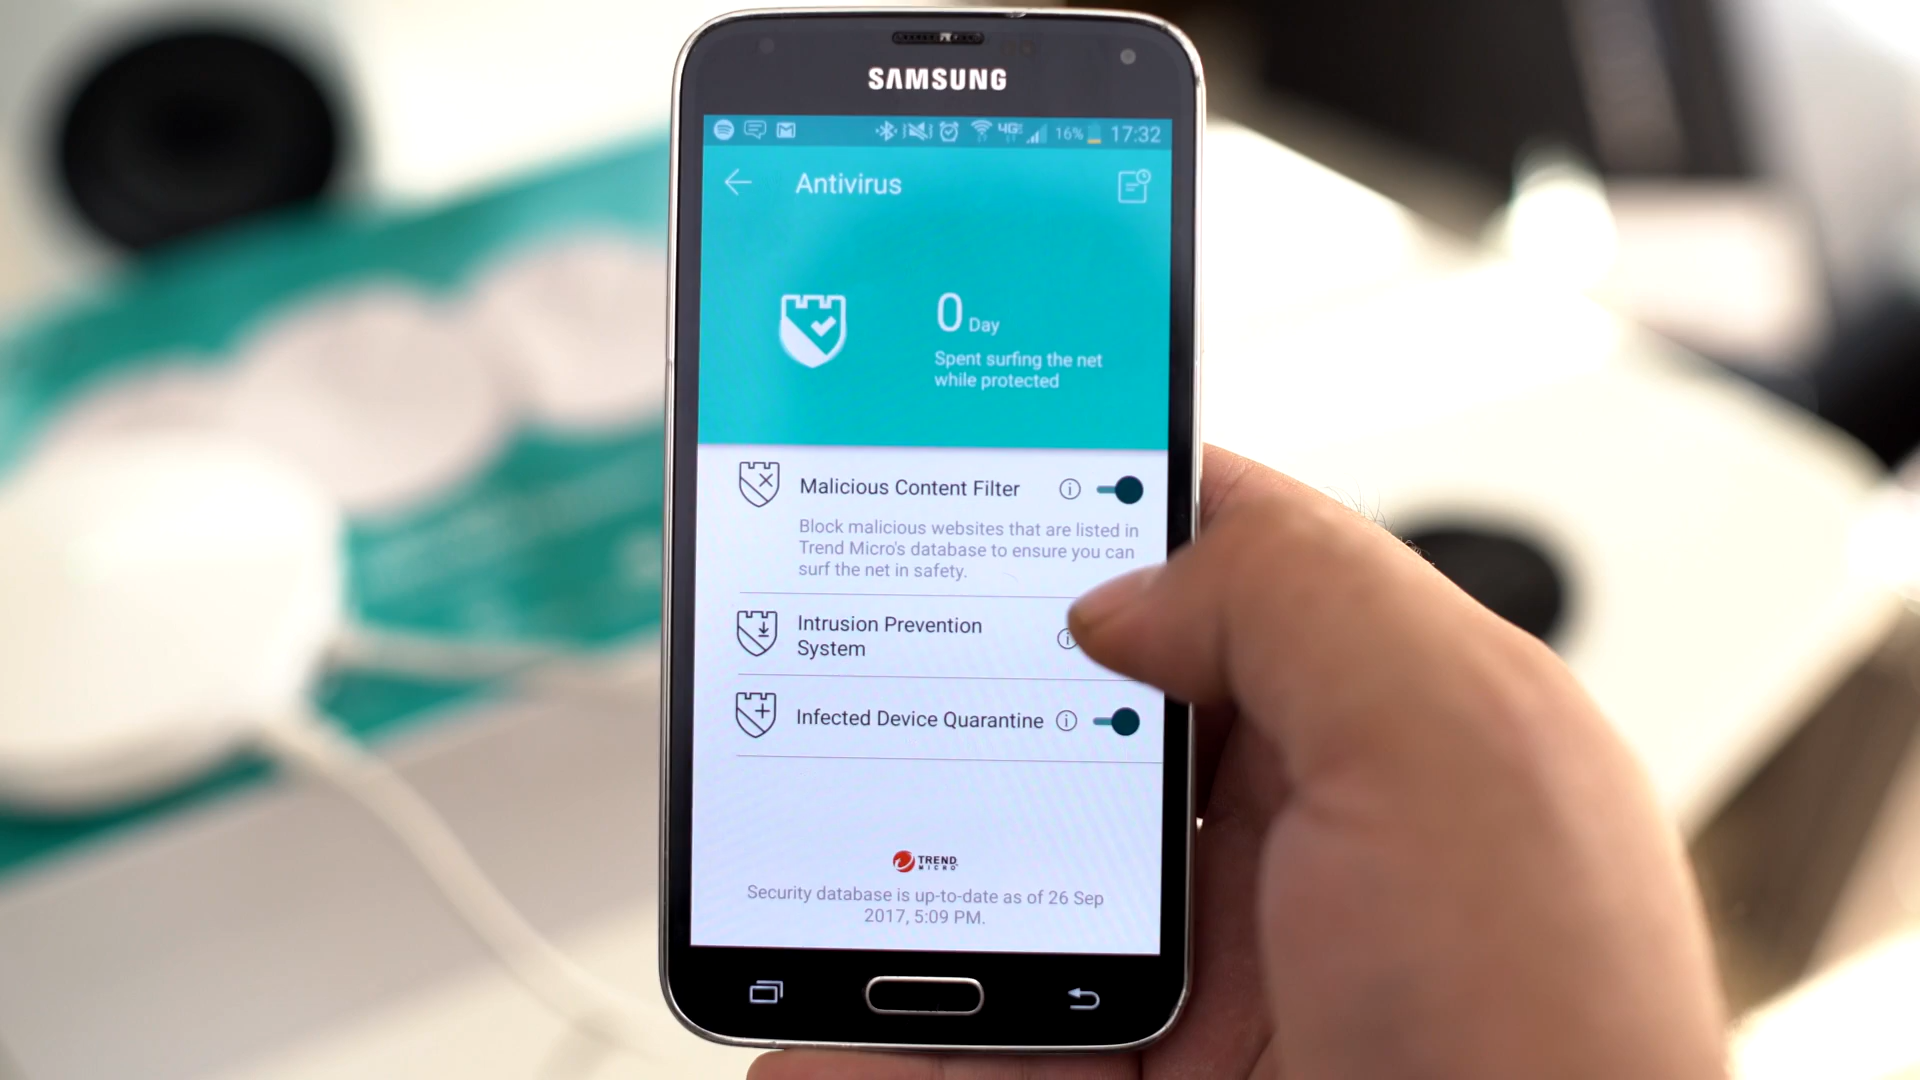 SAMSUNG
4G 16% 17:32
Antivirus
0 Day
Spent surfing the net
while protected
Malicious Content Filter
Block malicious websites that are listed in
Trend Micro's database to ensure you can
surf the net in safety.
Intrusion Prevention
System
Infected Device Quarantine
TREND
MICRO
Security database is up-to-date as of 26 Sep
2017, 5:09 PM.